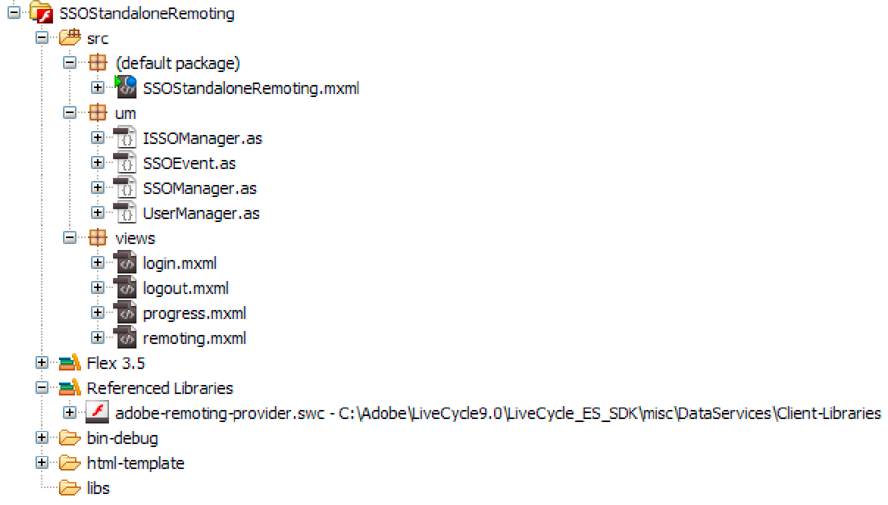 SSOStandaloneRemoting
src
(default package)
SSOStandaloneRemoting.mxml
um
ISSOManager.as
SSOEvent.as
SSOManager.as
UserManager.as
views
login.mxml
logout.mxml
progress.mxml
remoting.mxml
Flex 3.5
Referenced Libraries
adobe-remoting-provider.swc - C:\Adobe\LiveCycle9.0\LiveCycle_ES_SDK\misc\DataServices\Client-Libraries
bin-debug
html-template
libs